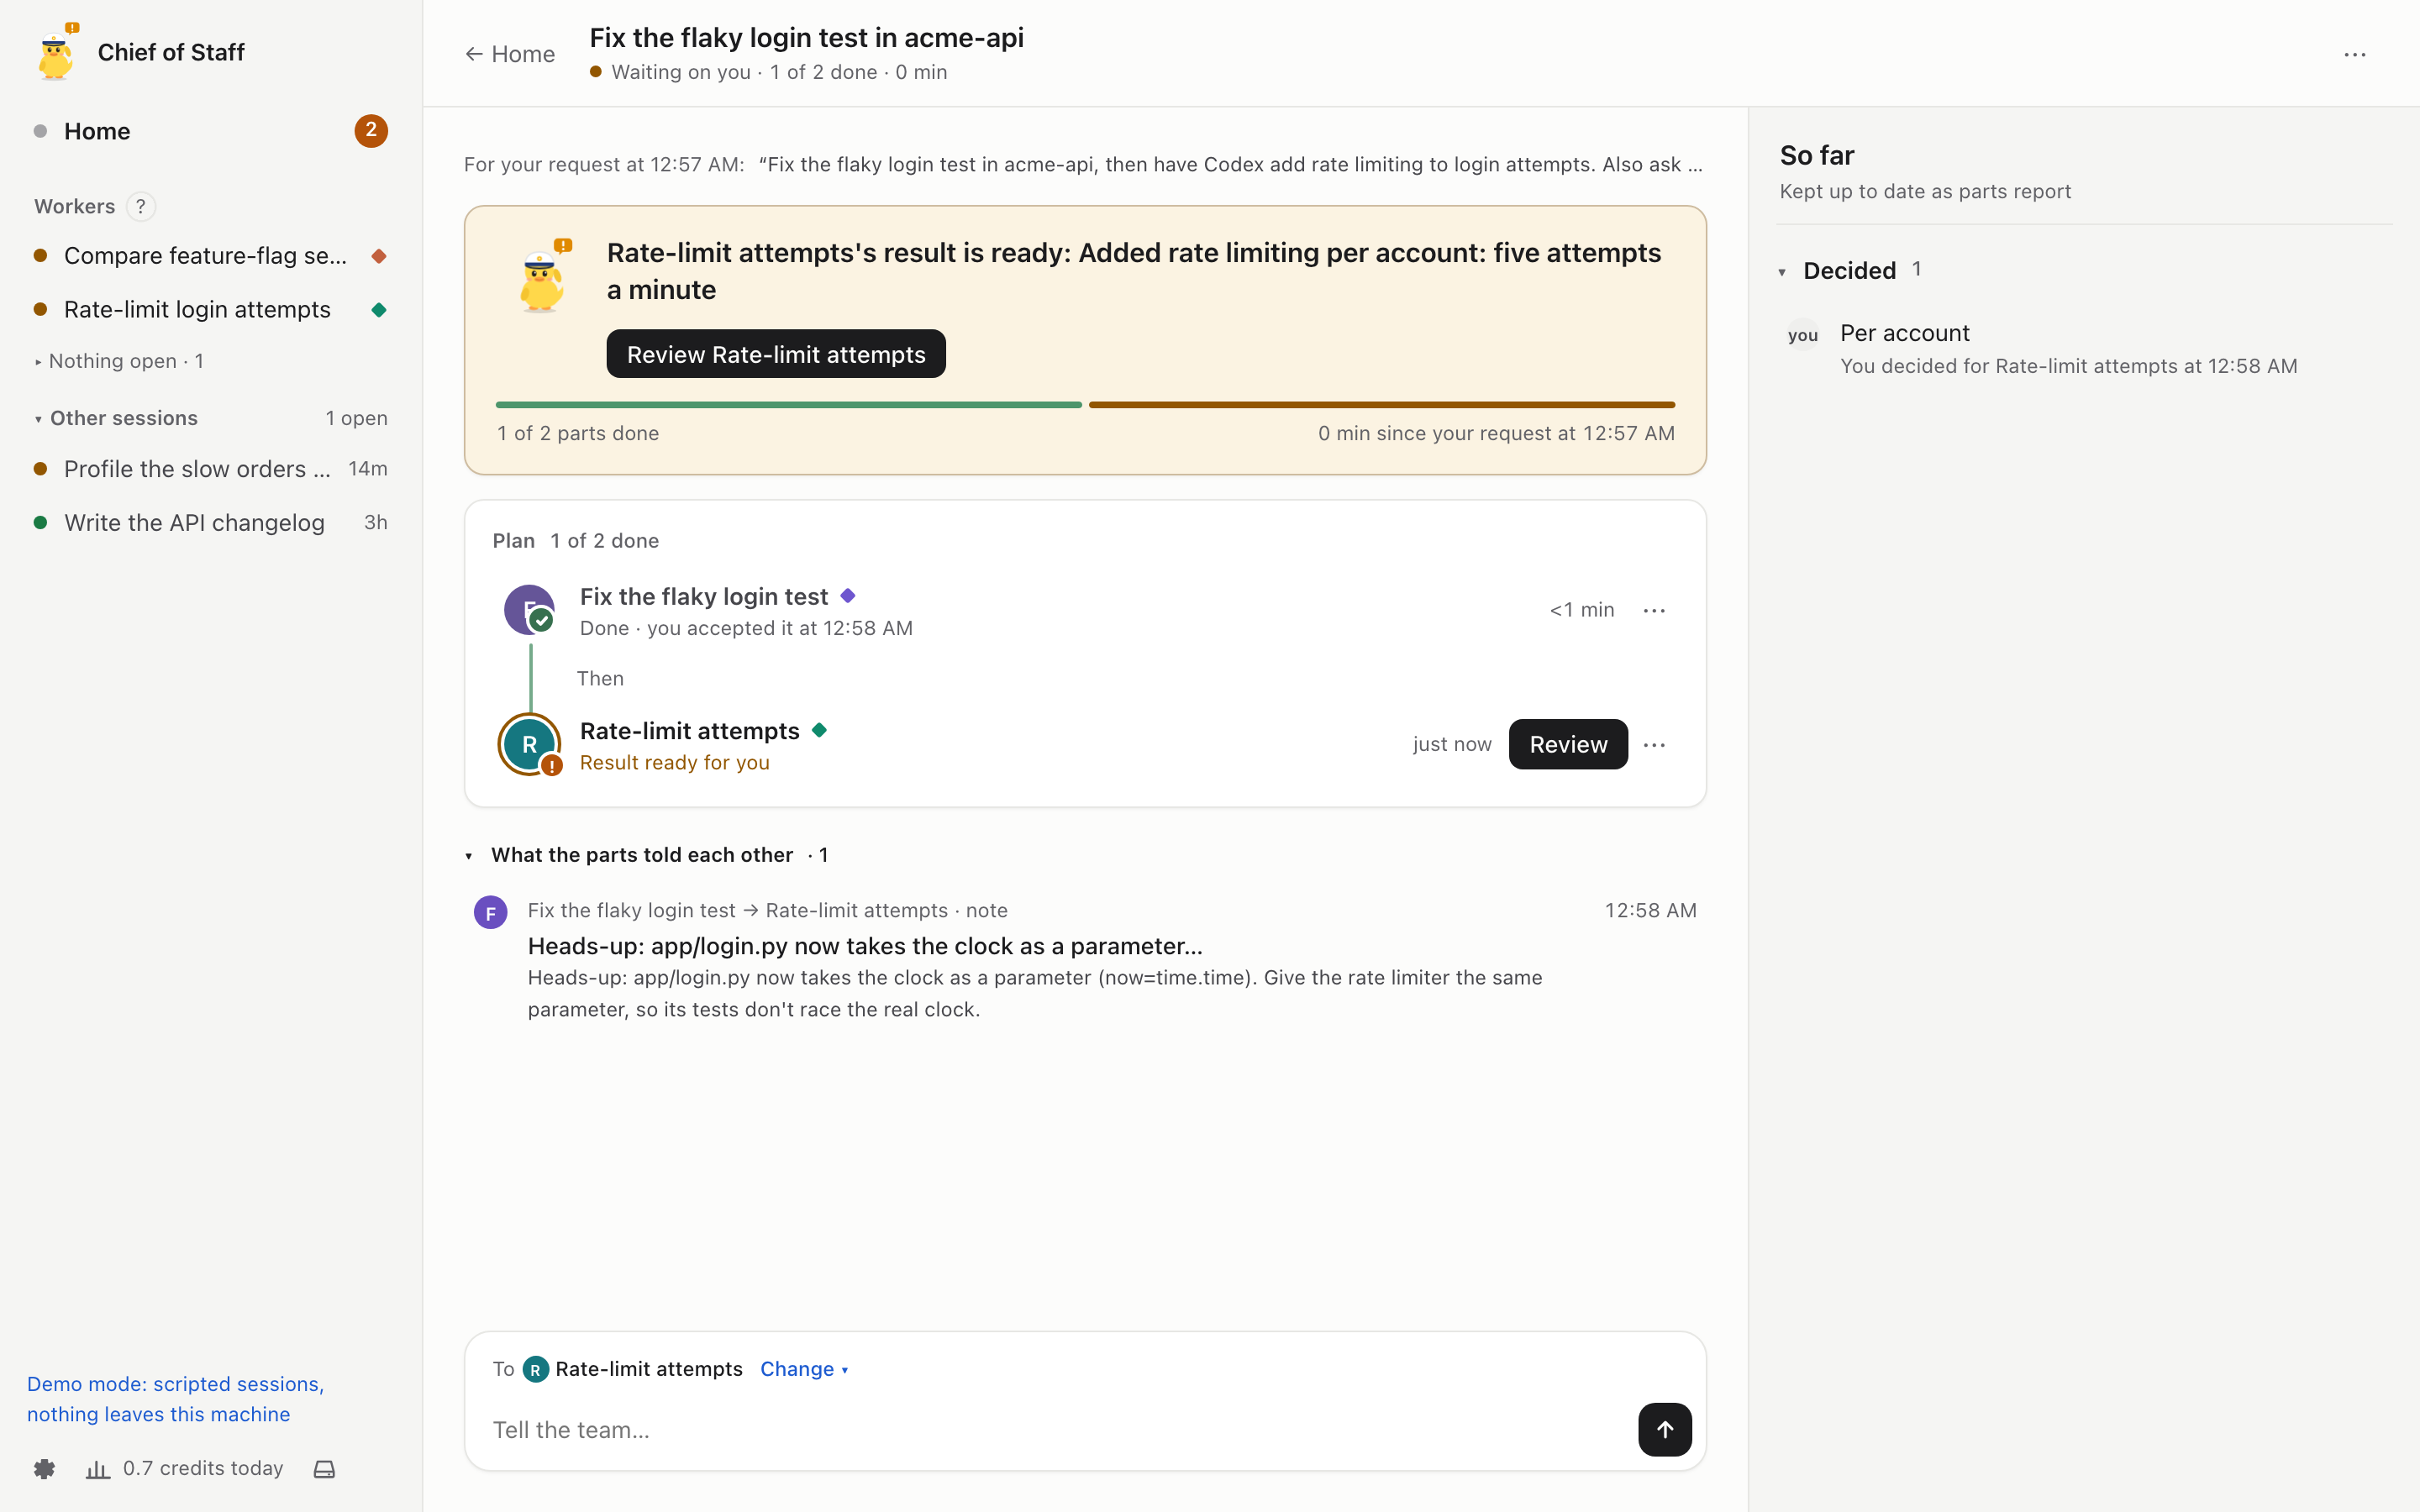 Chief of Staff
Home
2
Workers ?
Compare feature-flag se...
Rate-limit login attempts
Nothing open · 1
Other sessions 1 open
Profile the slow orders ... 14m
Write the API changelog 3h
Demo mode: scripted sessions,
nothing leaves this machine
0.7 credits today
← Home
Fix the flaky login test in acme-api
Waiting on you · 1 of 2 done · 0 min
...
For your request at 12:57 AM: “Fix the flaky login test in acme-api, then have Codex add rate limiting to login attempts. Also ask ...
Rate-limit attempts's result is ready: Added rate limiting per account: five attempts
a minute
Review Rate-limit attempts
1 of 2 parts done
0 min since your request at 12:57 AM
Plan 1 of 2 done
Fix the flaky login test
Done · you accepted it at 12:58 AM
<1 min ...
Then
R
Rate-limit attempts
Result ready for you
just now Review ...
What the parts told each other · 1
F
Fix the flaky login test → Rate-limit attempts · note
12:58 AM
Heads-up: app/login.py now takes the clock as a parameter...
Heads-up: app/login.py now takes the clock as a parameter (now=time.time). Give the rate limiter the same
parameter, so its tests don't race the real clock.
To R Rate-limit attempts Change
Tell the team...
So far
Kept up to date as parts report
Decided 1
you Per account
You decided for Rate-limit attempts at 12:58 AM